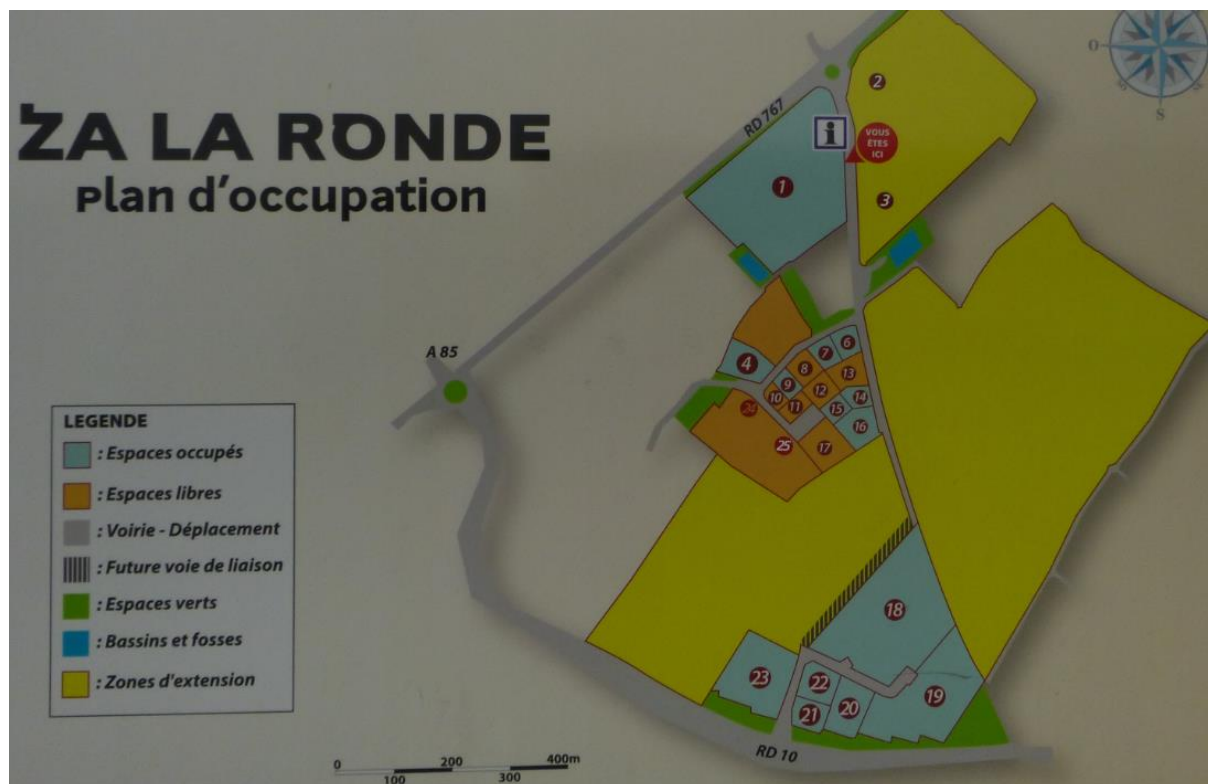 ZA LA RONDE
Plan d'occupation
RD 767
i
VOUS
ÊTES
ICI
O
S
2
1
3
A 85
4
6
7
8
13
9
12
14
10
11
15
16
24
25
17
LEGENDE
: Espaces occupés
: Espaces libres
: Voirie - Déplacement
: Future voie de liaison
: Espaces verts
: Bassins et fosses
: Zones d'extension
18
23
22
19
21
20
RD 10
0 200 400m
100 300